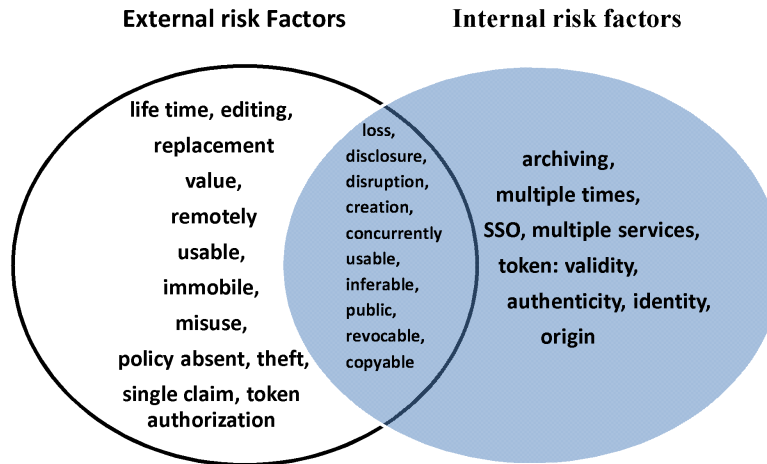 External risk Factors
Internal risk factors
life time, editing,
replacement
value,
remotely
usable,
immobile,
misuse,
policy absent, theft,
single claim, token
authorization
loss,
disclosure,
disruption,
creation,
concurrently
usable,
inferable,
public,
revocable,
copyable
archiving,
multiple times,
SSO, multiple services,
token: validity,
authenticity, identity,
origin